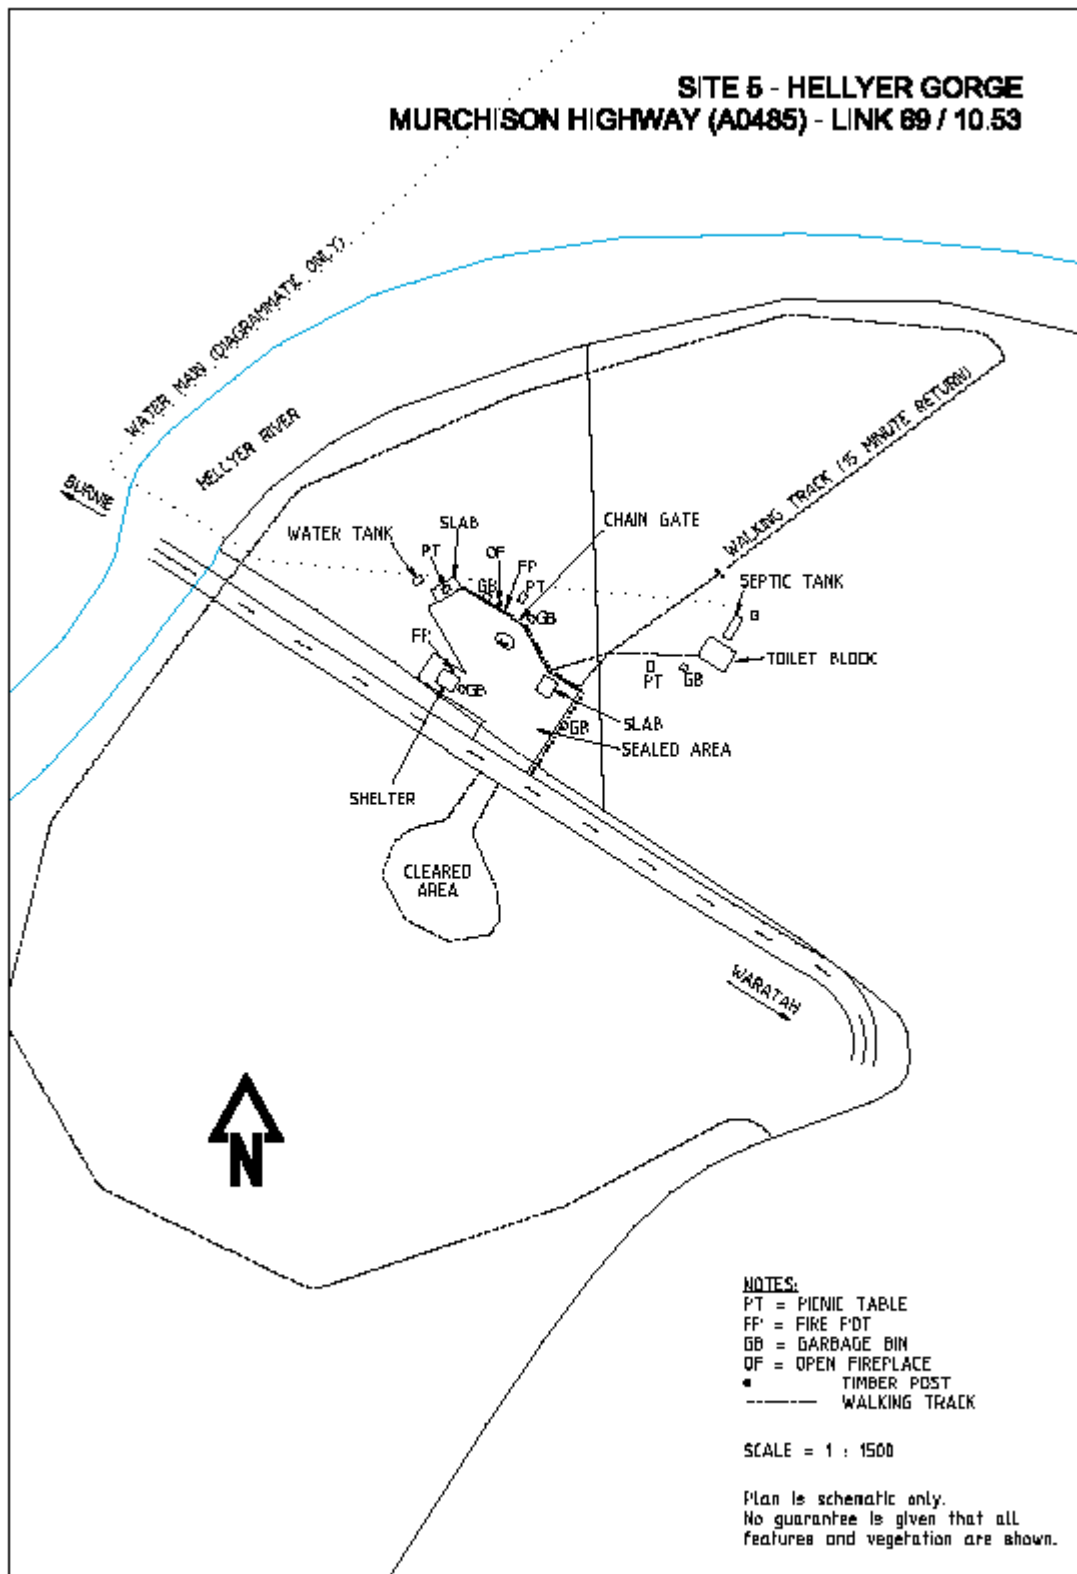 SITE 5 - HELLYER GORGE
MURCHISON HIGHWAY (A0485) - LINK 69 / 10.53
WATER MAIN (DIAGRAMMATIC ONLY)
HELLYER RIVER
BURNIE
WALKING TRACK (15 MINUTE RETURN)
WATER TANK
SLAB
PT
OF
FP
GB
PT
CHAIN GATE
GB
SEPTIC TANK
TOILET BLOCK
PT
GB
FP
GB
SLAB
GB
SEALED AREA
SHELTER
CLEARED
AREA
WARATAH
N
NOTES:
PT = PICNIC TABLE
FP = FIRE POT
GB = GARBAGE BIN
OF = OPEN FIREPLACE
TIMBER POST
WALKING TRACK
SCALE = 1 : 1500
Plan is schematic only.
No guarantee is given that all
features and vegetation are shown.